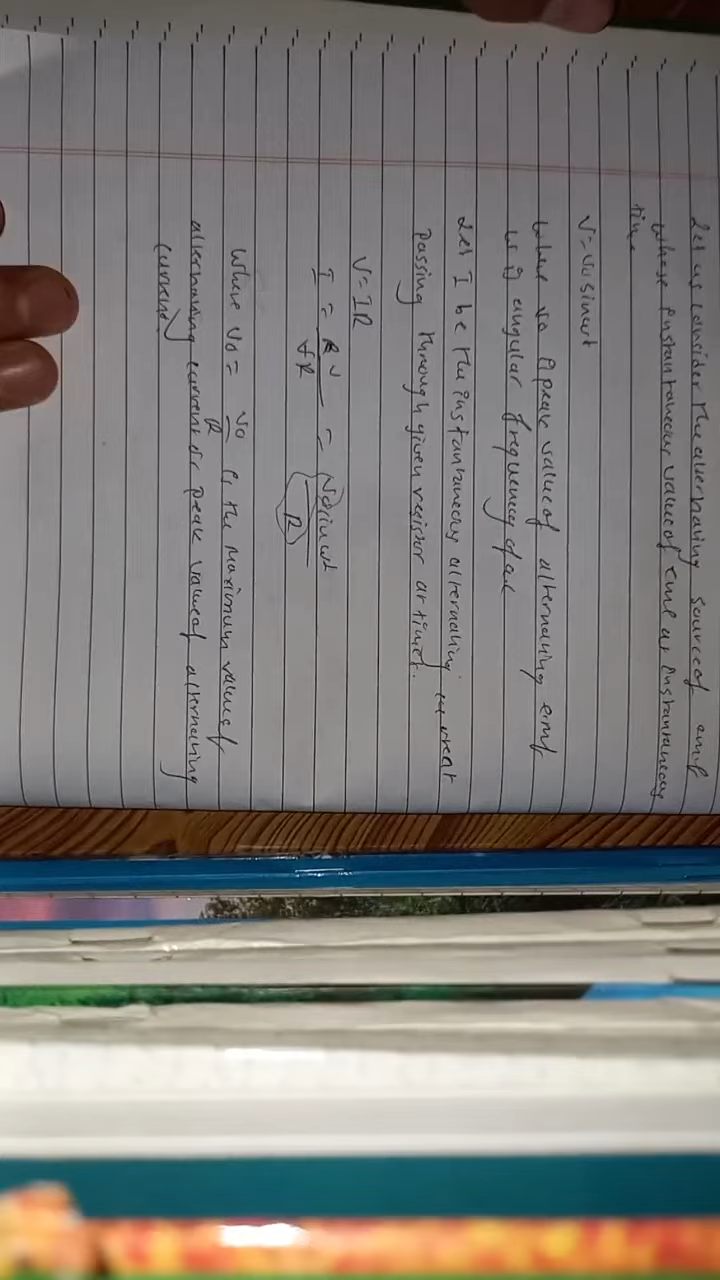 Let us consider the alternating source of emf
whose instantaneous value of emf at instantaneous
time
V = V0 sinwt
where V0 is peak value of alternating emf
w is angular frequency of ac
Let I be the instantaneous alternating current
passing through given resistor at time t.
V = IR
I = V/R = V0 sinwt/R
Where V0 = V0/R is the maximum value of
alternating current or peak value of alternating
current